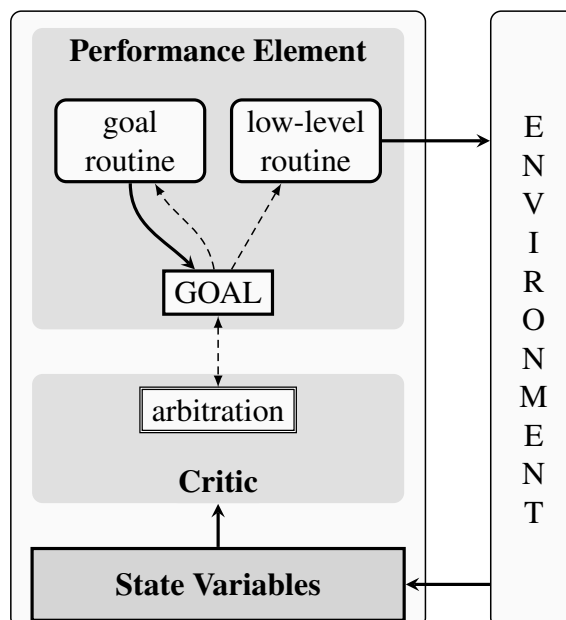 Performance Element
goal
routine
low-level
routine
GOAL
arbitration
Critic
State Variables
E
N
V
I
R
O
N
M
E
N
T